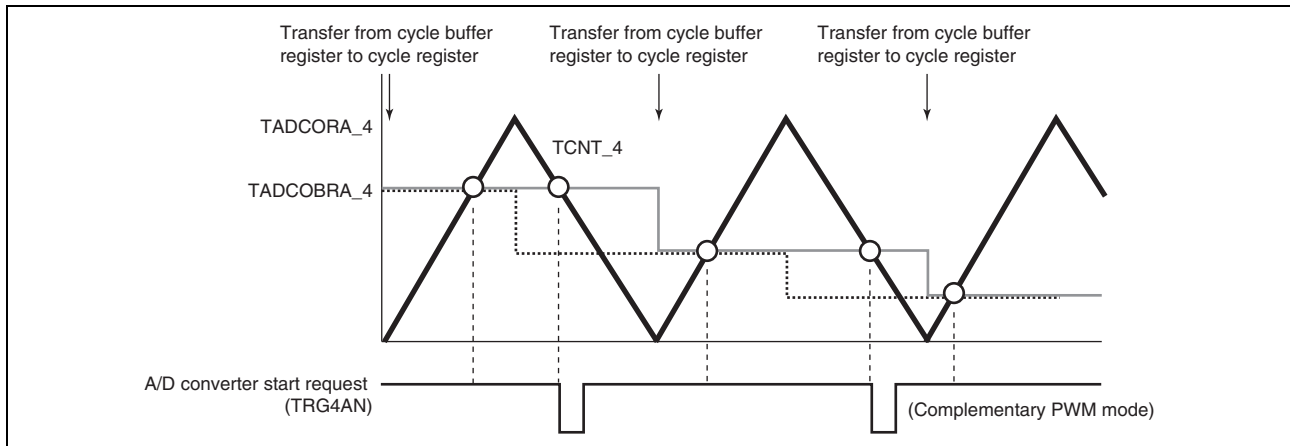 Transfer from cycle buffer
register to cycle register
Transfer from cycle buffer
register to cycle register
Transfer from cycle buffer
register to cycle register
TADCORA_4
TCNT_4
TADCOBRA_4
A/D converter start request
(TRG4AN)
(Complementary PWM mode)